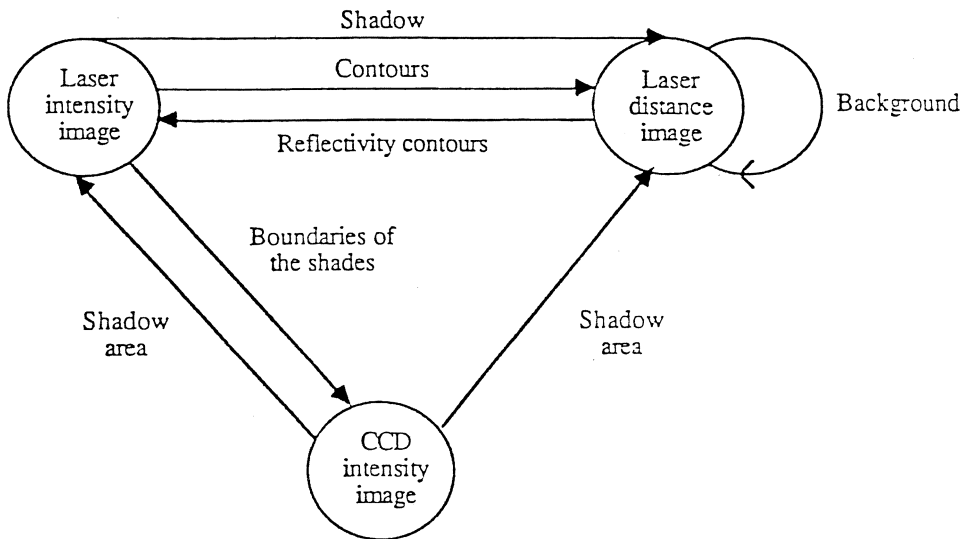 Shadow
Laser
intensity
image
Contours
Laser
distance
image
Background
Reflectivity contours
Boundaries of
the shades
Shadow
area
Shadow
area
CCD
intensity
image